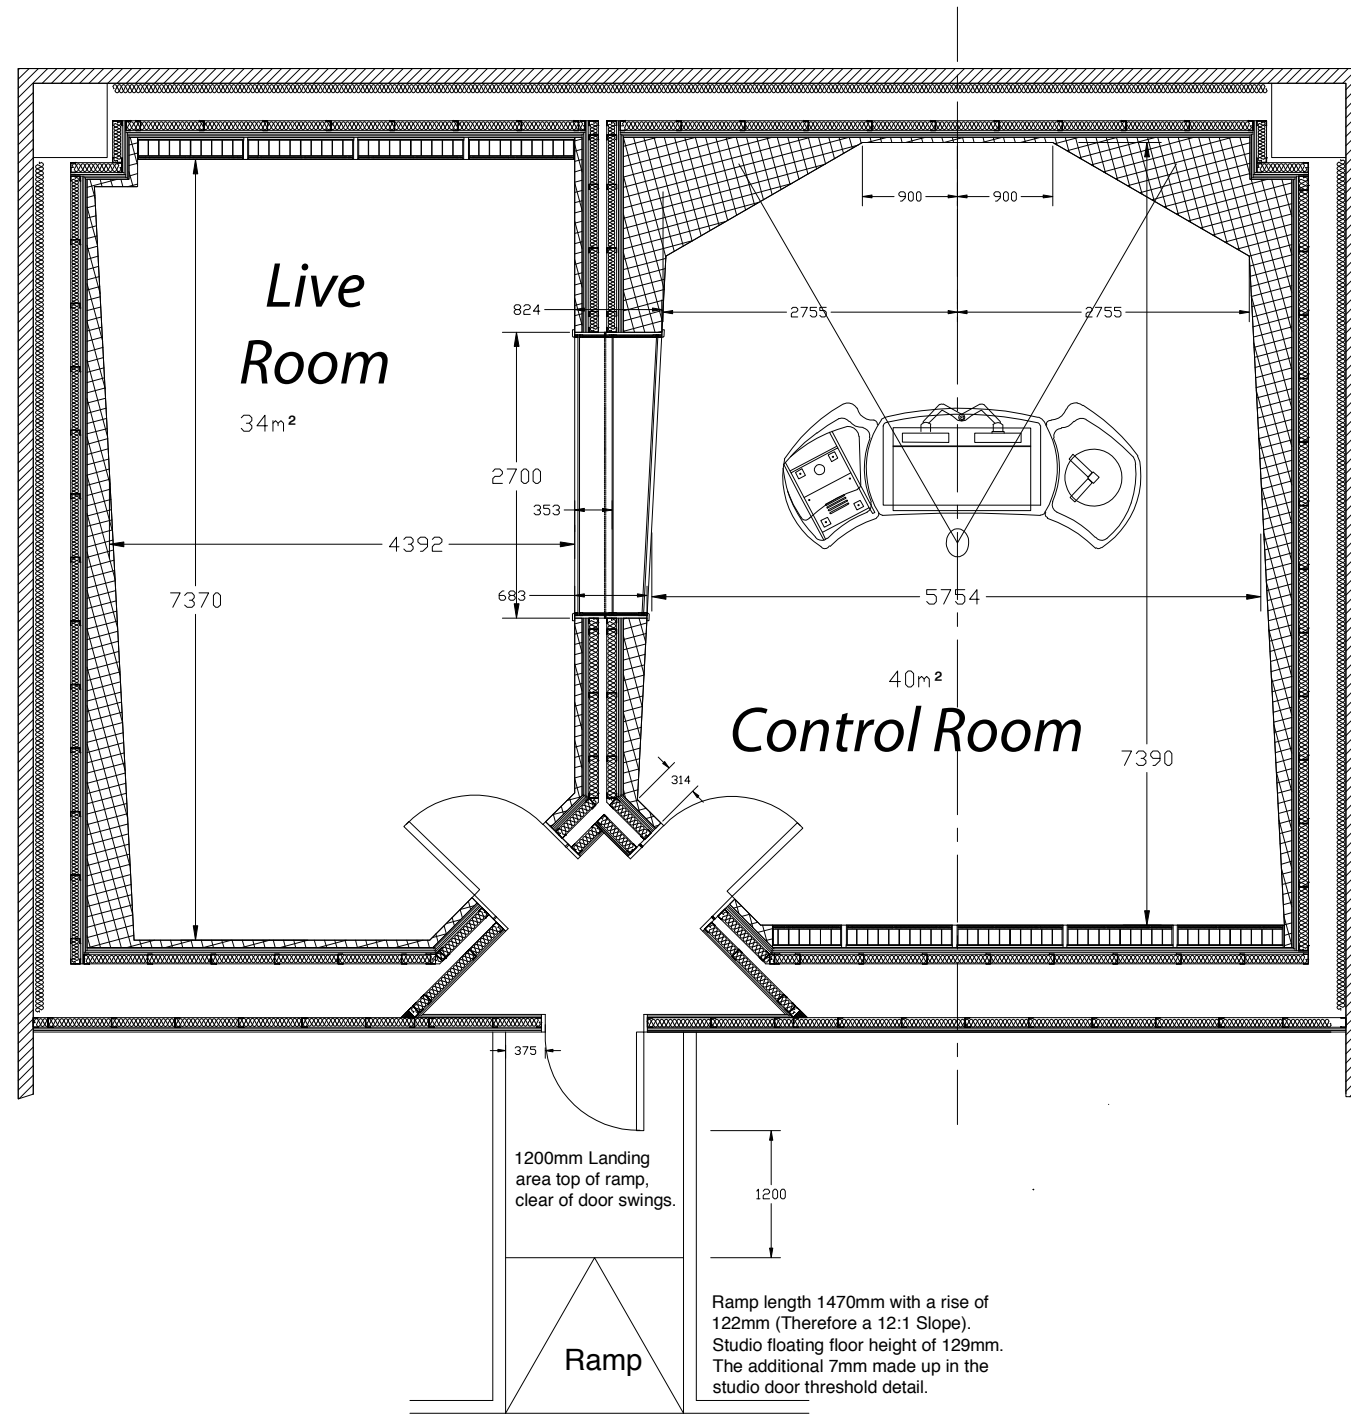 900
900
Live
Room
34m²
824
2755
2755
2700
353
4392
683
7370
5754
40m²
Control Room
7390
314
375
1200mm Landing
area top of ramp,
clear of door swings.
1200
Ramp length 1470mm with a rise of
122mm (Therefore a 12:1 Slope).
Studio floating floor height of 129mm.
The additional 7mm made up in the
studio door threshold detail.
Ramp